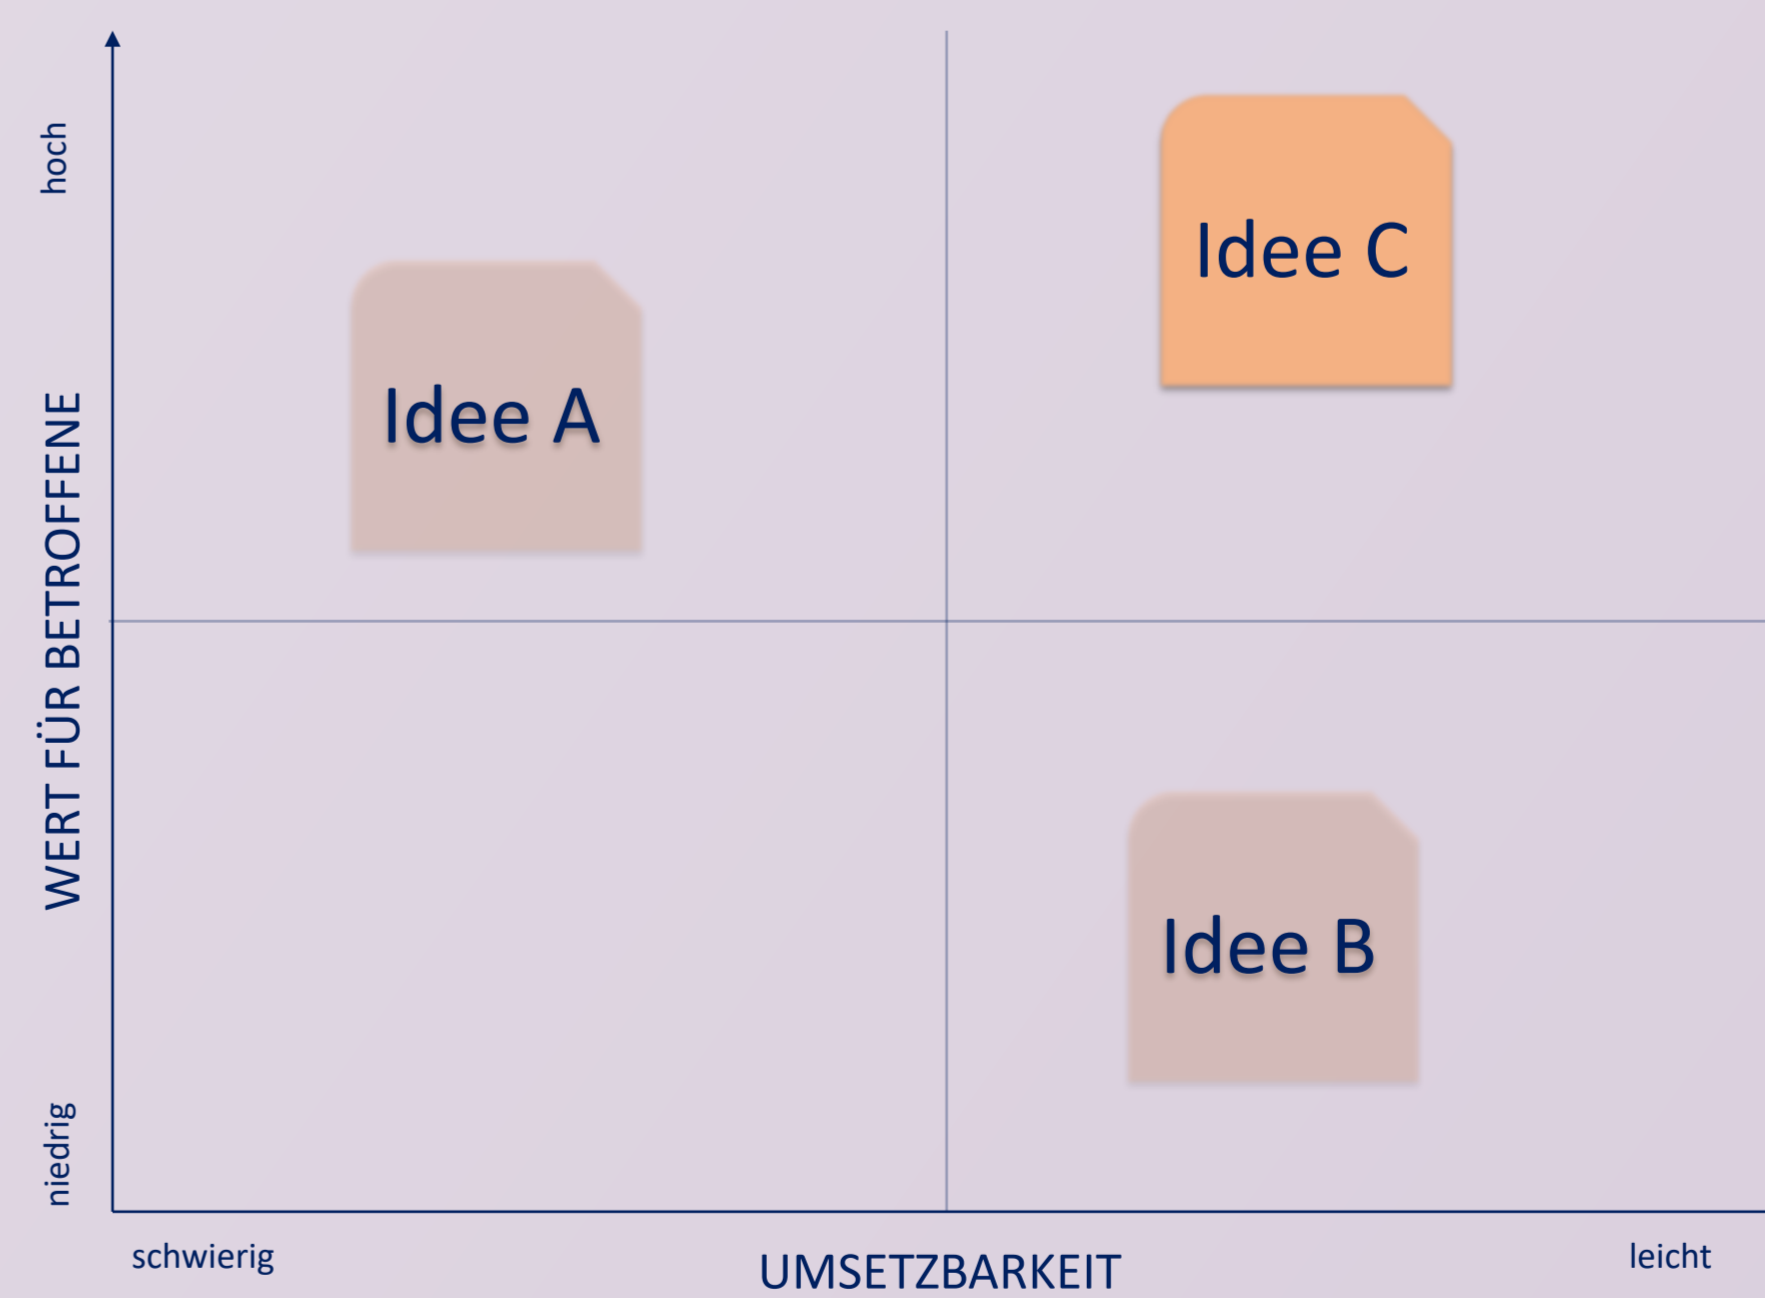 hoch
Idee C
Idee A
WERT FÜR BETROFFENE
Idee B
niedrig
schwierig
UMSETZBARKEIT
leicht